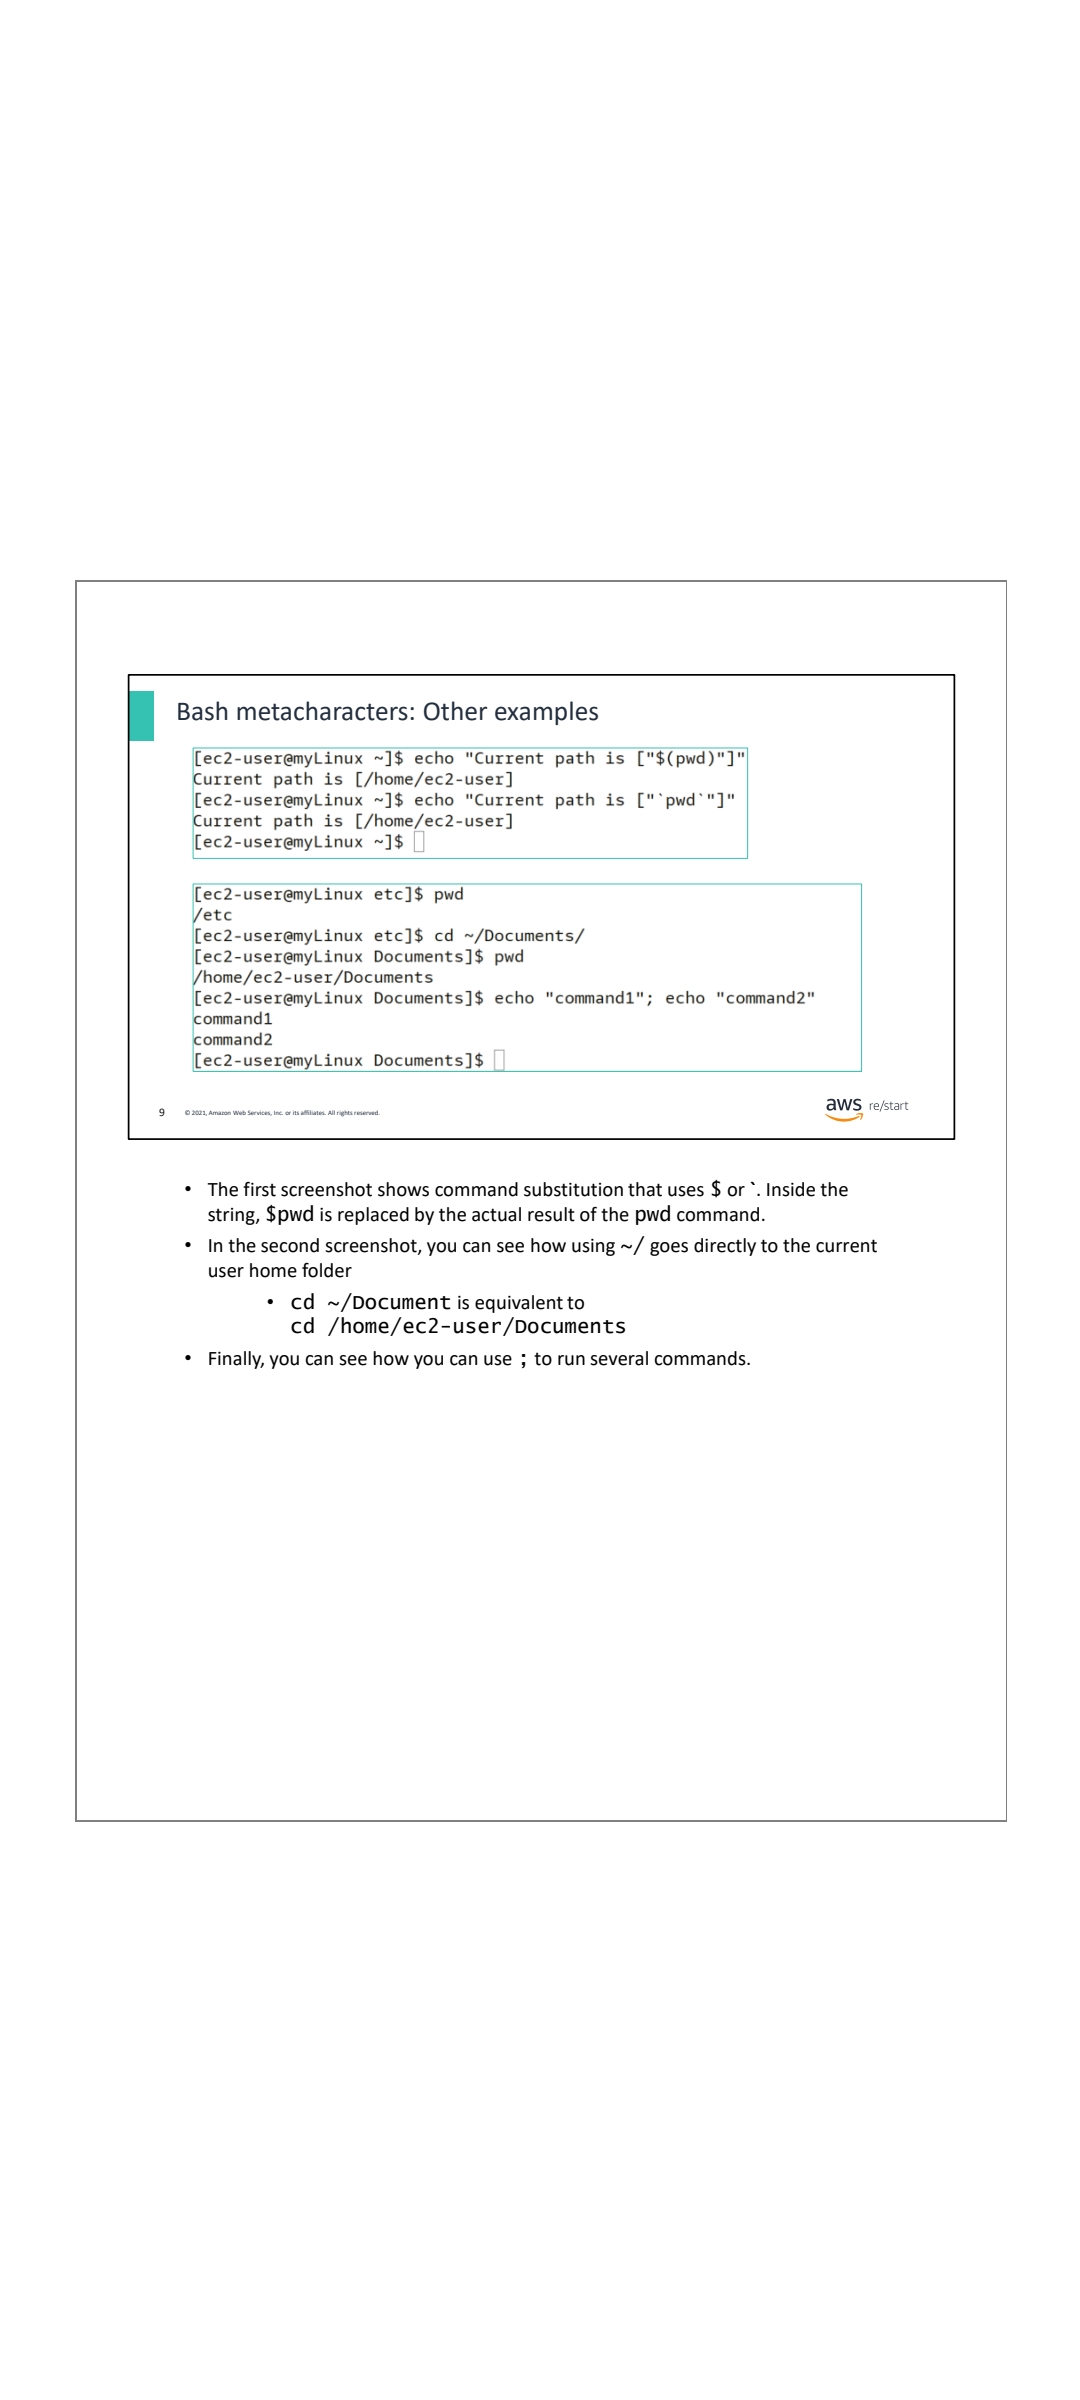 Bash metacharacters: Other examples
[ec2-user@myLinux ~]$ echo "Current path is ["$(pwd)"]"
Current path is [/home/ec2-user]
[ec2-user@myLinux ~]$ echo "Current path is ["`pwd`"]"
Current path is [/home/ec2-user]
[ec2-user@myLinux ~]$
[ec2-user@myLinux etc]$ pwd
/etc
[ec2-user@myLinux etc]$ cd ~/Documents/
[ec2-user@myLinux Documents]$ pwd
/home/ec2-user/Documents
[ec2-user@myLinux Documents]$ echo "command1"; echo "command2"
command1
command2
[ec2-user@myLinux Documents]$
9 © 2021, Amazon Web Services, Inc. or its affiliates. All rights reserved.
aws re/start
• The first screenshot shows command substitution that uses $ or `. Inside the
string, $pwd is replaced by the actual result of the pwd command.
• In the second screenshot, you can see how using ~/ goes directly to the current
user home folder
• cd ~/Document is equivalent to
cd /home/ec2-user/Documents
• Finally, you can see how you can use ; to run several commands.